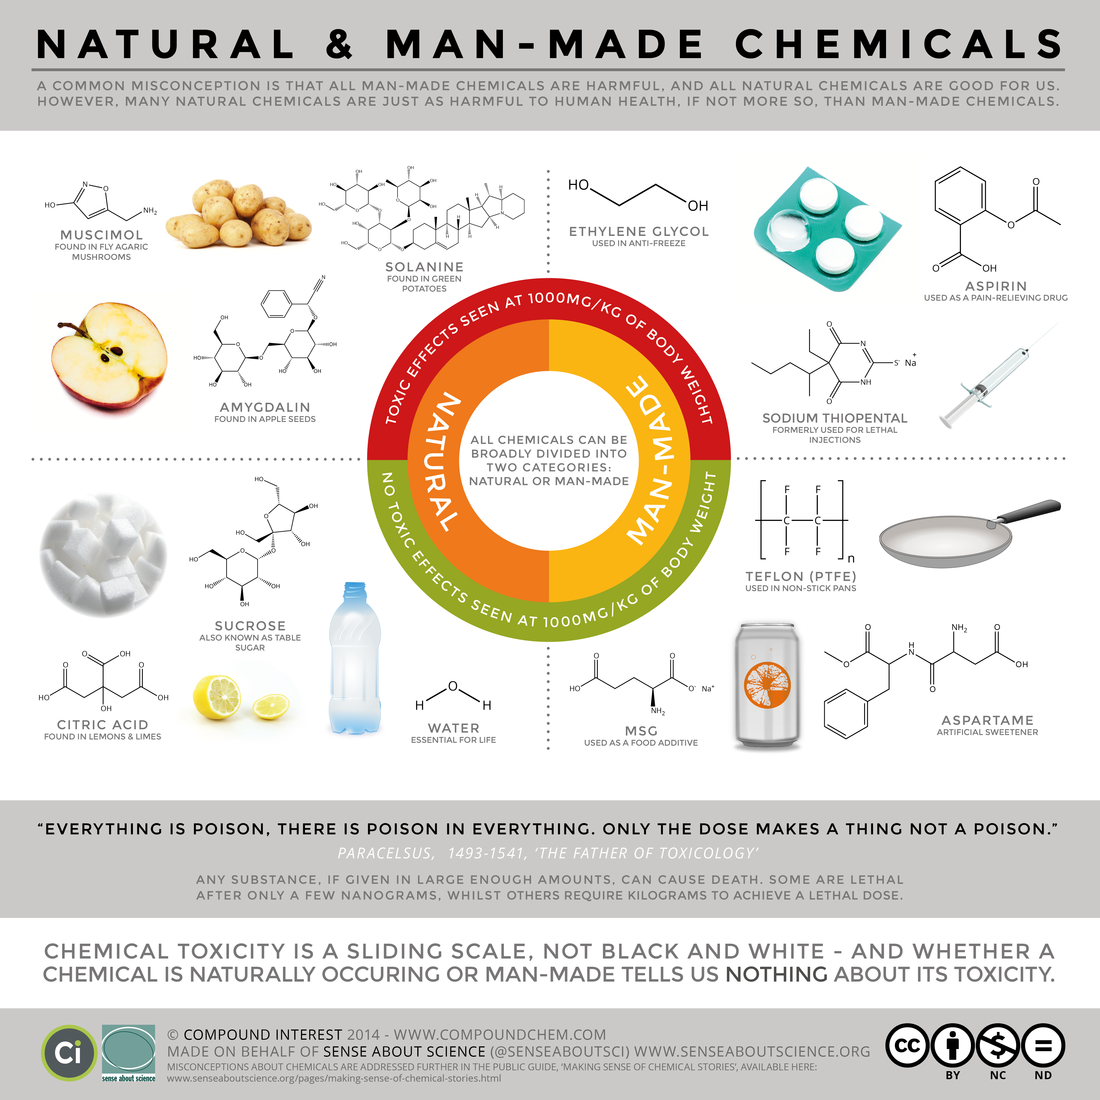 NATURAL & MAN-MADE CHEMICALS
A COMMON MISCONCEPTION IS THAT ALL MAN-MADE CHEMICALS ARE HARMFUL, AND ALL NATURAL CHEMICALS ARE GOOD FOR US.
HOWEVER, MANY NATURAL CHEMICALS ARE JUST AS HARMFUL TO HUMAN HEALTH, IF NOT MORE SO, THAN MAN-MADE CHEMICALS.
MUSCIMOL
FOUND IN FLY AGARIC
MUSHROOMS
SOLANINE
FOUND IN GREEN
POTATOES
AMYGDALIN
FOUND IN APPLE SEEDS
HO
OH
ETHYLENE GLYCOL
USED IN ANTI-FREEZE
ASPIRIN
USED AS A PAIN-RELIEVING DRUG
SODIUM THIOPENTAL
FORMERLY USED FOR LETHAL
INJECTIONS
TOXIC EFFECTS SEEN AT 1000MG/KG OF BODY WEIGHT
NATURAL
MAN-MADE
ALL CHEMICALS CAN BE
BROADLY DIVIDED INTO
TWO CATEGORIES:
NATURAL OR MAN-MADE
NO TOXIC EFFECTS SEEN AT 1000MG/KG OF BODY WEIGHT
SUCROSE
ALSO KNOWN AS TABLE
SUGAR
CITRIC ACID
FOUND IN LEMONS & LIMES
H O H
WATER
ESSENTIAL FOR LIFE
F F
C C
F F
n
TEFLON (PTFE)
USED IN NON-STICK PANS
MSG
USED AS A FOOD ADDITIVE
ASPARTAME
ARTIFICIAL SWEETENER
“EVERYTHING IS POISON, THERE IS POISON IN EVERYTHING. ONLY THE DOSE MAKES A THING NOT A POISON.”
PARACELSUS, 1493-1541, ‘THE FATHER OF TOXICOLOGY’
ANY SUBSTANCE, IF GIVEN IN LARGE ENOUGH AMOUNTS, CAN CAUSE DEATH. SOME ARE LETHAL
AFTER ONLY A FEW NANOGRAMS, WHILST OTHERS REQUIRE KILOGRAMS TO ACHIEVE A LETHAL DOSE.
CHEMICAL TOXICITY IS A SLIDING SCALE, NOT BLACK AND WHITE - AND WHETHER A
CHEMICAL IS NATURALLY OCCURING OR MAN-MADE TELLS US NOTHING ABOUT ITS TOXICITY.
Ci
sense about science
© COMPOUND INTEREST 2014 - WWW.COMPOUNDCHEM.COM
MADE ON BEHALF OF SENSE ABOUT SCIENCE (@SENSEABOUTSCI) WWW.SENSEABOUTSCIENCE.ORG
MISCONCEPTIONS ABOUT CHEMICALS ARE ADDRESSED FURTHER IN THE PUBLIC GUIDE, ‘MAKING SENSE OF CHEMICAL STORIES’, AVAILABLE HERE:
www.senseaboutscience.org/pages/making-sense-of-chemical-stories.html
CC
BY NC ND